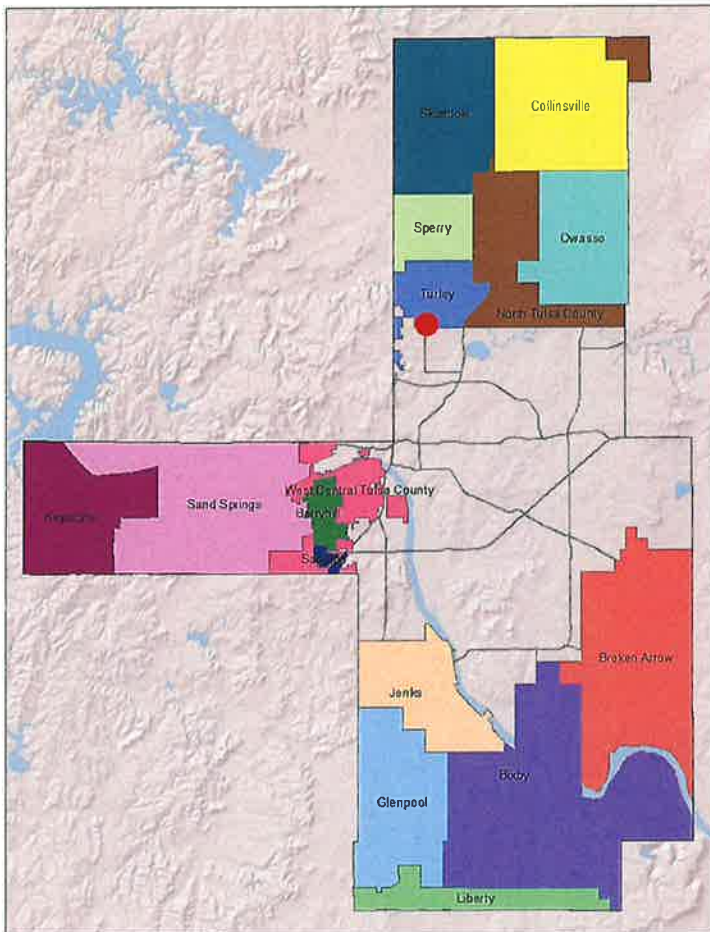 Skiatook
Collinsville
Sperry
Owasso
Turley
North Tulsa County
West Central Tulsa County
Sand Springs
Keystone
Berryhill
Broken Arrow
Jenks
Bixby
Glenpool
Liberty